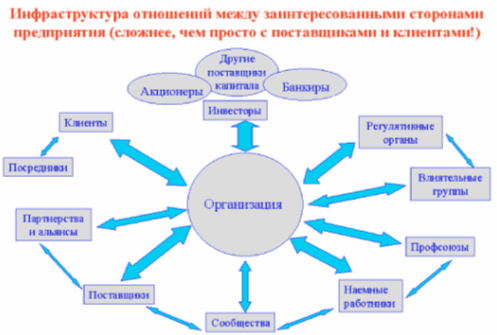 Инфраструктура отношений между заинтересованными сторонами
предприятия (сложнее, чем просто с поставщиками и клиентами!)
Другие
поставщики
капитала
Акционеры
Банкиры
Инвесторы
Клиенты
Регулятивные
органы
Посредники
Влиятельные
группы
Организация
Партнерства
и альянсы
Профсоюзы
Поставщики
Наемные
работники
Сообщества